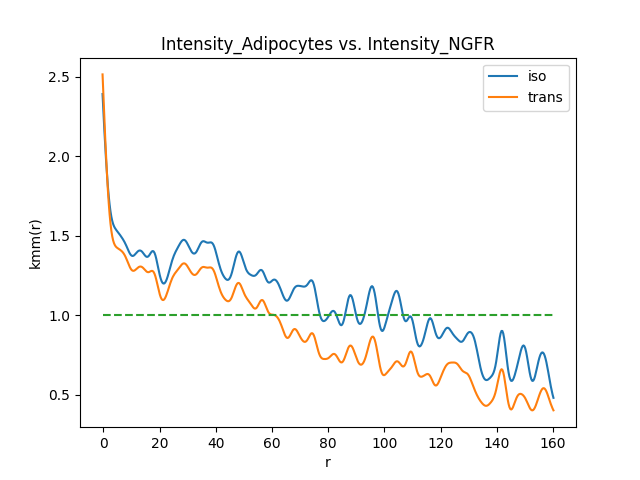 Intensity_Adipocytes vs. Intensity_NGFR
iso
trans
kmm(r)
2.5
2.0
1.5
1.0
0.5
0 20 40 60 80 100 120 140 160
r